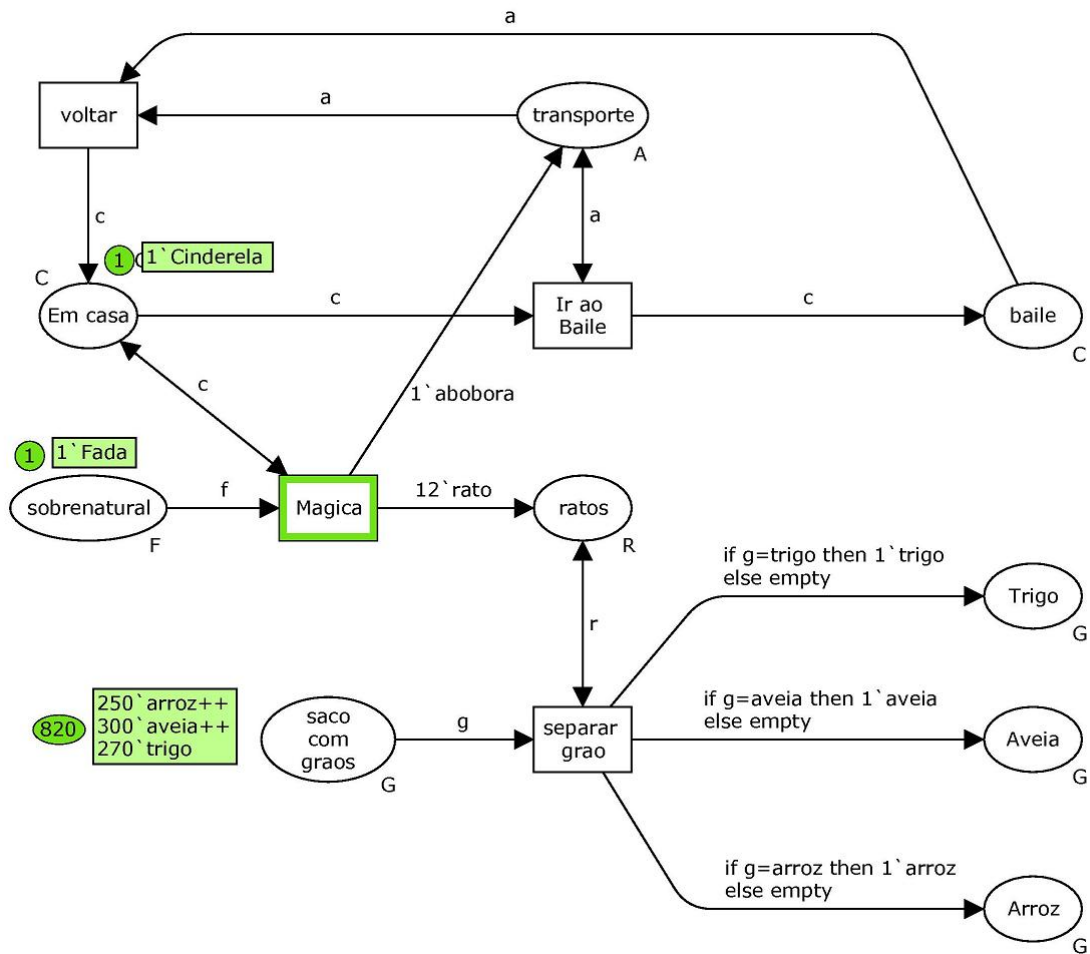 a
voltar
a
transporte
A
c
a
1
1`Cinderela
C
Em casa
c
Ir ao
Baile
c
baile
C
c
1`abobora
1
1`Fada
sobrenatural
F
f
Magica
12`rato
ratos
R
if g=trigo then 1`trigo
else empty
Trigo
G
r
820
250`arroz++
300`aveia++
270`trigo
saco
com
graos
G
g
separar
grao
if g=aveia then 1`aveia
else empty
Aveia
G
if g=arroz then 1`arroz
else empty
Arroz
G